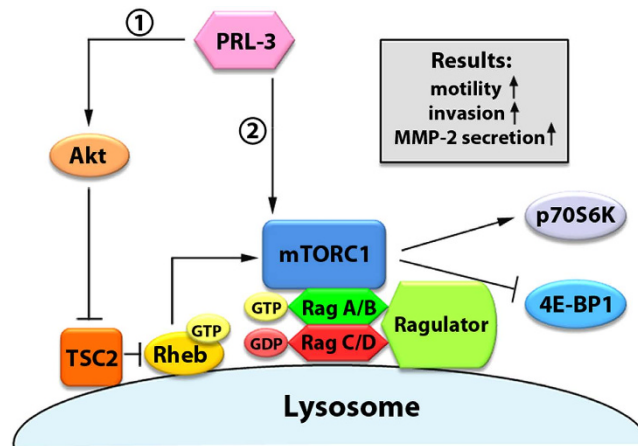 ①
PRL-3
Results:
motility ↑
invasion ↑
MMP-2 secretion ↑
②
Akt
p70S6K
mTORC1
GTP
Rag A/B
4E-BP1
Ragulator
GTP
TSC2
Rheb
GDP
Rag C/D
Lysosome